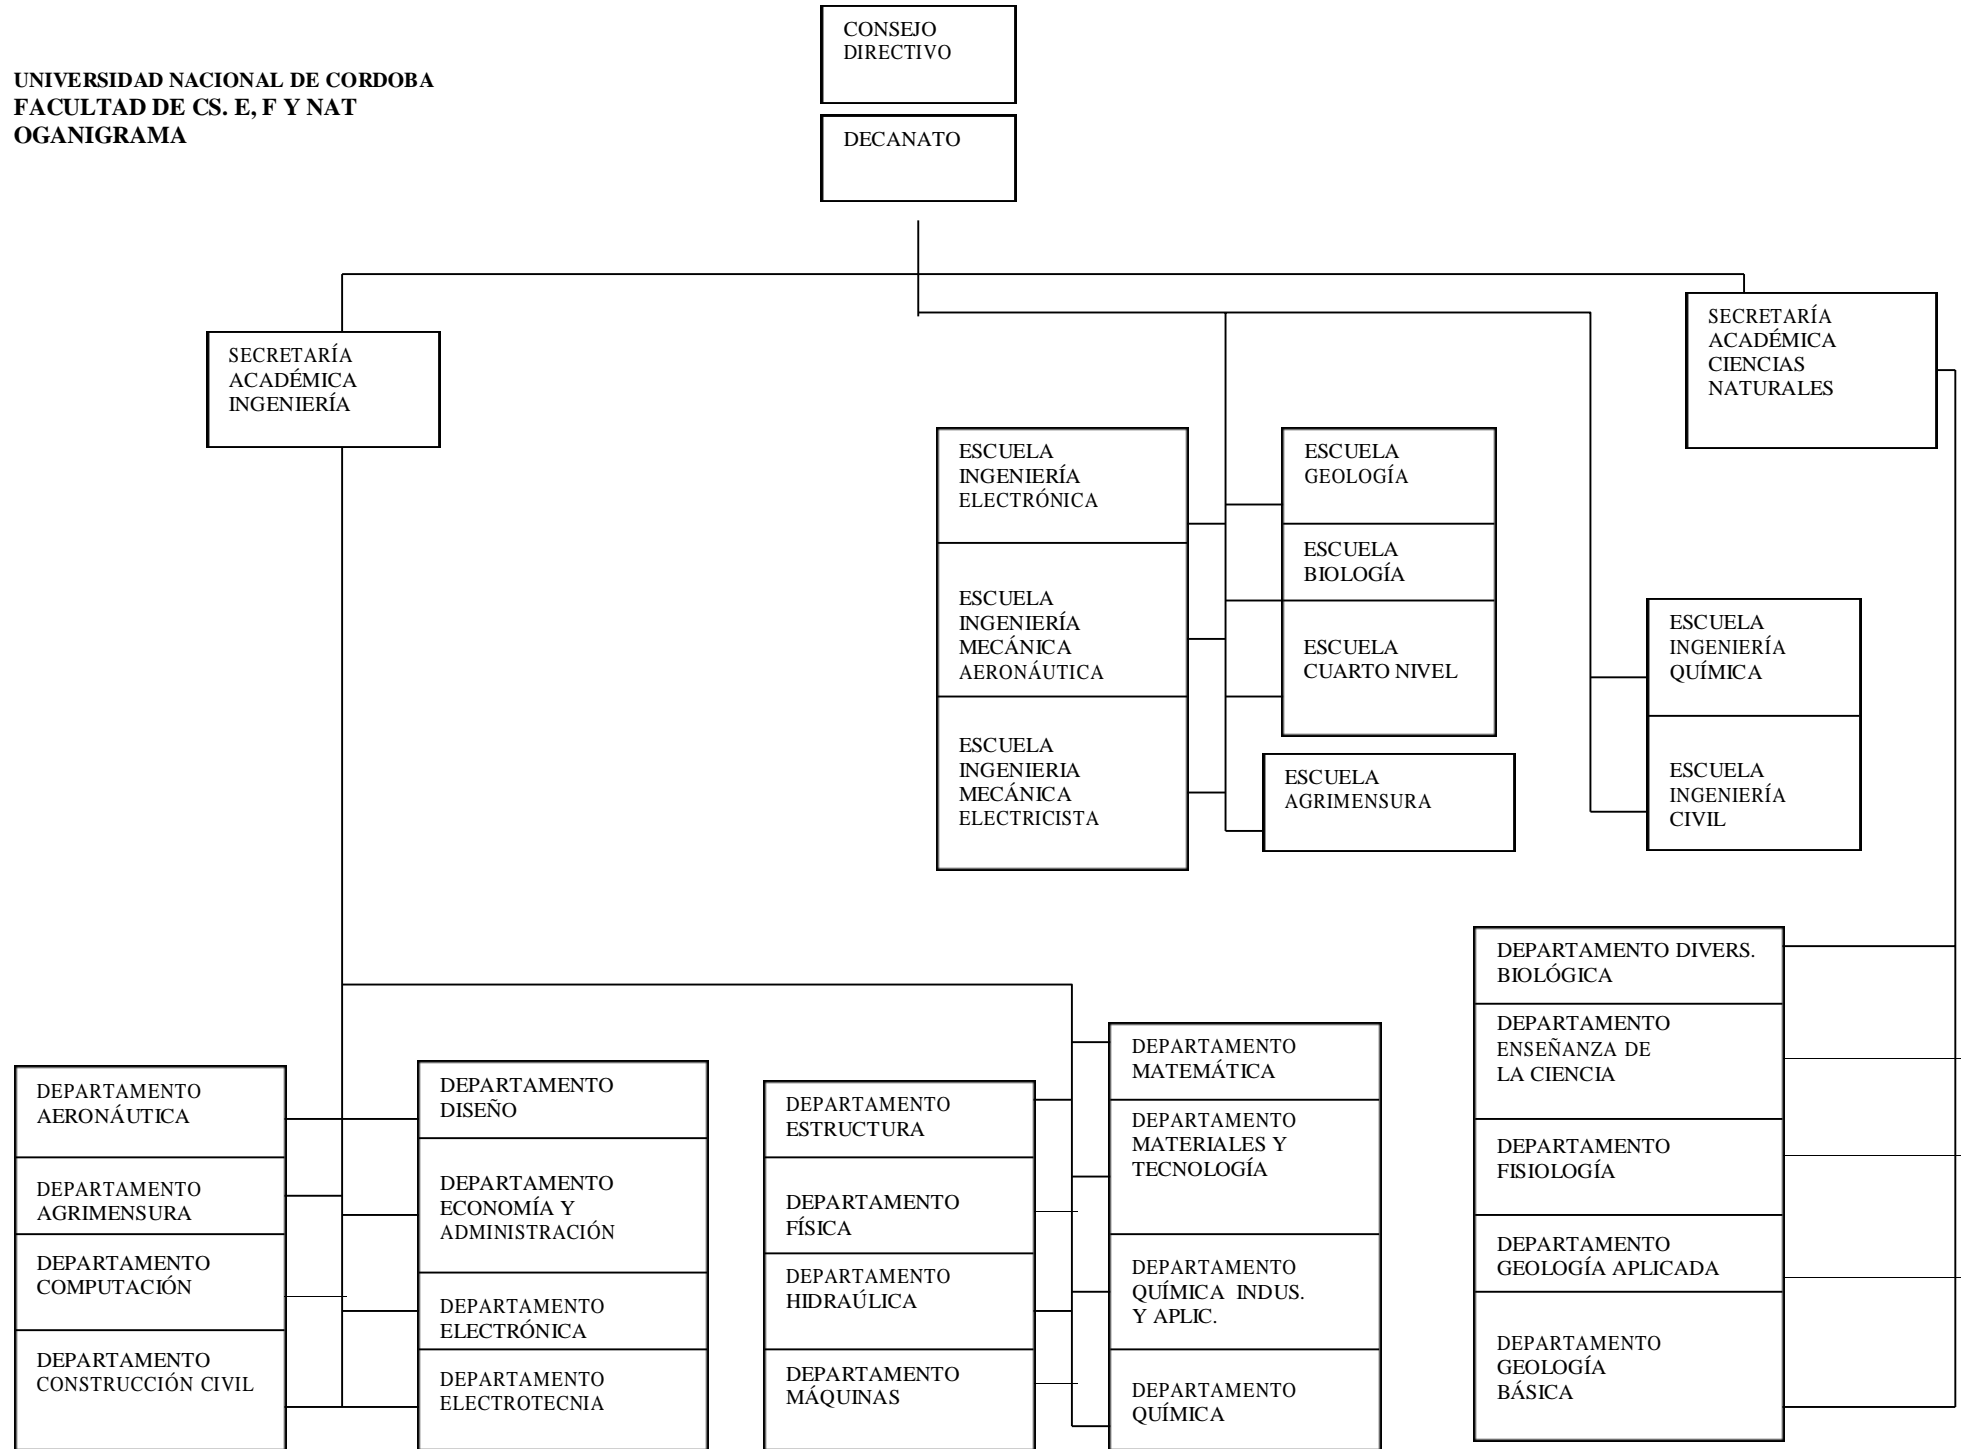 UNIVERSIDAD NACIONAL DE CORDOBA
FACULTAD DE CS. E, F Y NAT
OGANIGRAMA
CONSEJO
DIRECTIVO
DECANATO
SECRETARÍA
ACADÉMICA
INGENIERÍA
SECRETARÍA
ACADÉMICA
CIENCIAS
NATURALES
ESCUELA
INGENIERÍA
ELECTRÓNICA
ESCUELA
INGENIERÍA
MECÁNICA
AERONÁUTICA
ESCUELA
INGENIERIA
MECÁNICA
ELECTRICISTA
ESCUELA
GEOLOGÍA
ESCUELA
BIOLOGÍA
ESCUELA
CUARTO NIVEL
ESCUELA
AGRIMENSURA
ESCUELA
INGENIERÍA
QUÍMICA
ESCUELA
INGENIERÍA
CIVIL
DEPARTAMENTO
AERONÁUTICA
DEPARTAMENTO
AGRIMENSURA
DEPARTAMENTO
COMPUTACIÓN
DEPARTAMENTO
CONSTRUCCIÓN CIVIL
DEPARTAMENTO
DISEÑO
DEPARTAMENTO
ECONOMÍA Y
ADMINISTRACIÓN
DEPARTAMENTO
ELECTRÓNICA
DEPARTAMENTO
ELECTROTECNIA
DEPARTAMENTO
ESTRUCTURA
DEPARTAMENTO
FÍSICA
DEPARTAMENTO
HIDRAÚLICA
DEPARTAMENTO
MÁQUINAS
DEPARTAMENTO
MATEMÁTICA
DEPARTAMENTO
MATERIALES Y
TECNOLOGÍA
DEPARTAMENTO
QUÍMICA INDUS.
Y APLIC.
DEPARTAMENTO
QUÍMICA
DEPARTAMENTO DIVERS.
BIOLÓGICA
DEPARTAMENTO
ENSEÑANZA DE
LA CIENCIA
DEPARTAMENTO
FISIOLOGÍA
DEPARTAMENTO
GEOLOGÍA APLICADA
DEPARTAMENTO
GEOLOGÍA
BÁSICA